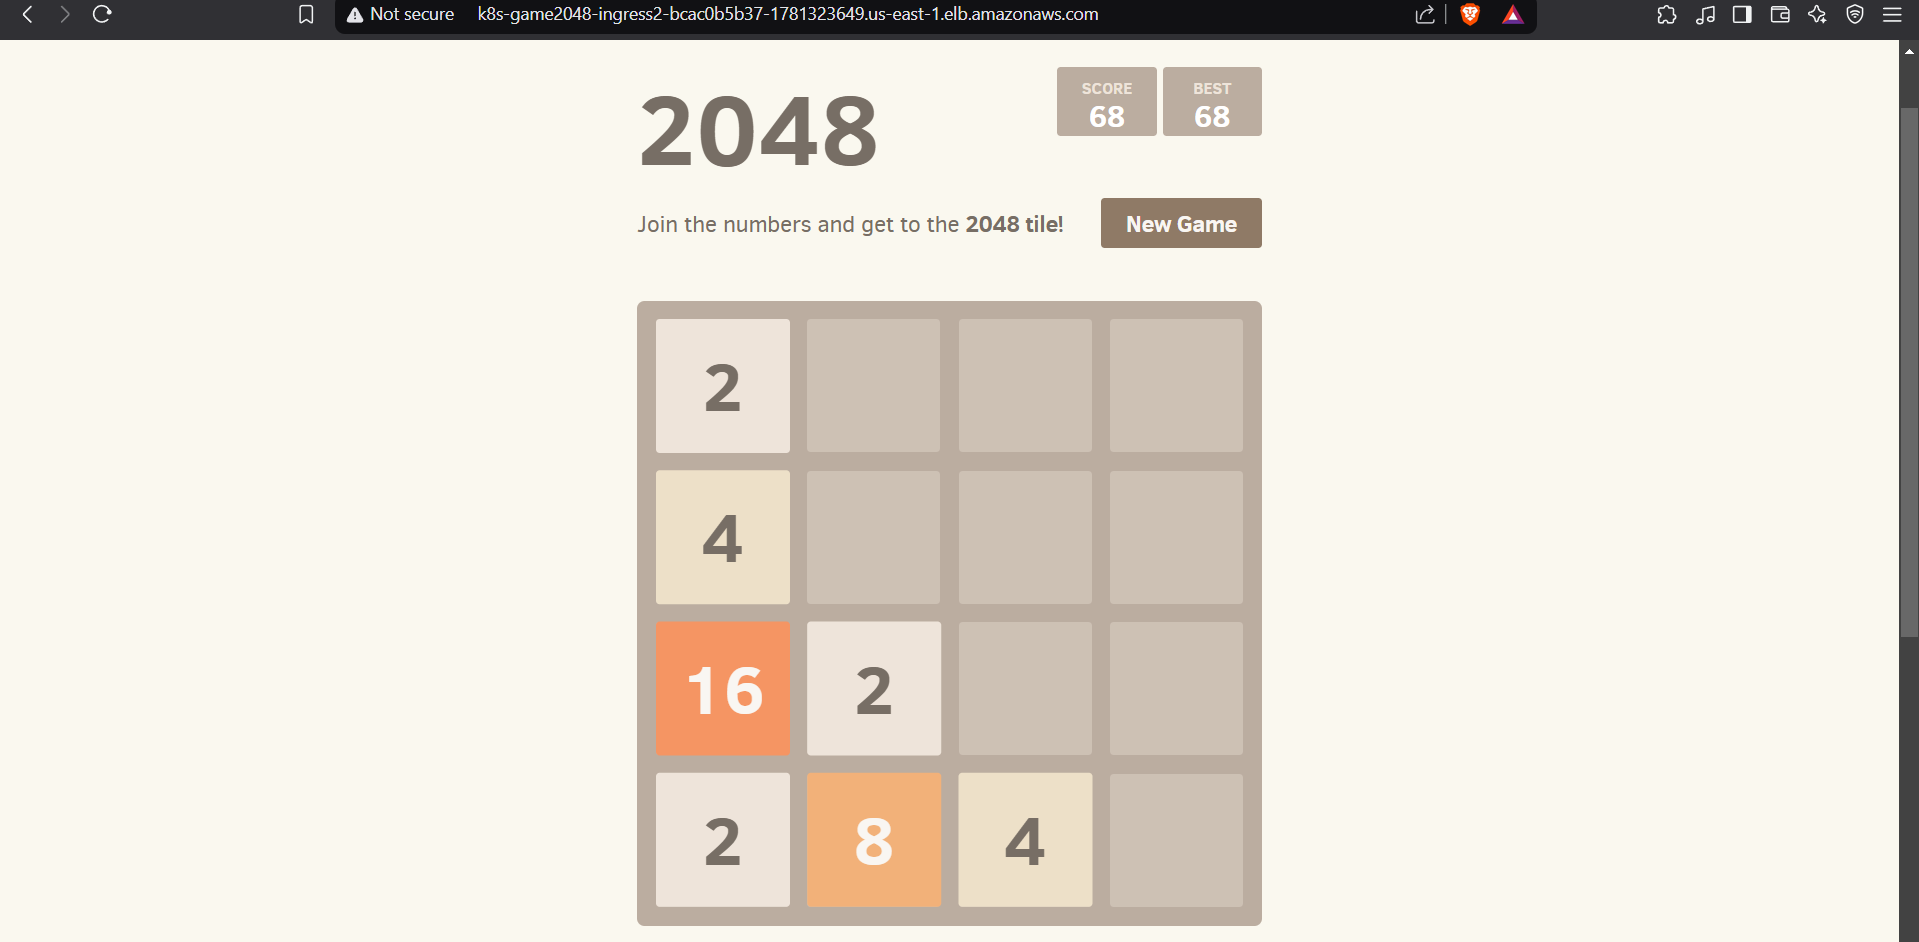 Not secure k8s-game2048-ingress2-bcac0b5b37-1781323649.us-east-1.elb.amazonaws.com
2048
SCORE
68
BEST
68
Join the numbers and get to the 2048 tile!
New Game
2
4
16 2
2 8 4